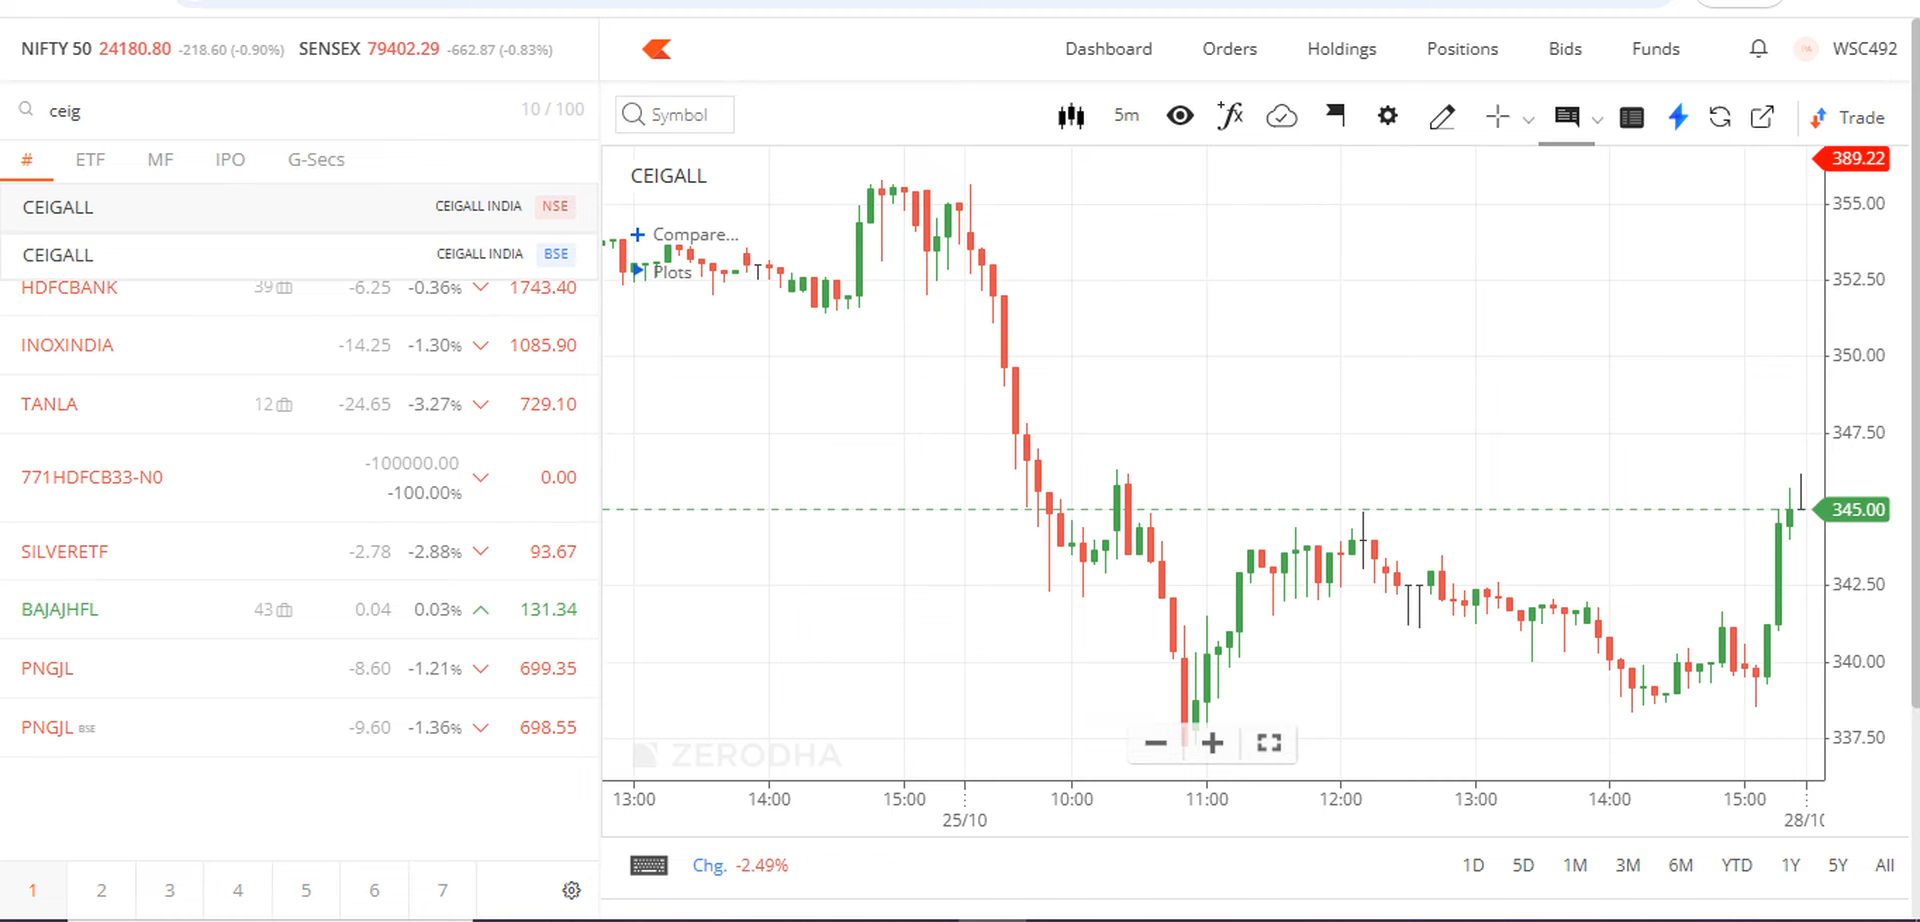 NIFTY 50 24180.80 -218.60 (-0.90%) SENSEX 79402.29 -662.87 (-0.83%)
Dashboard Orders Holdings Positions Bids Funds WSC492
ceig 10 / 100
# ETF MF IPO G-Secs
CEIGALL CEIGALL INDIA NSE
CEIGALL CEIGALL INDIA BSE
HDFCBANK 39 -6.25 -0.36% 1743.40
INOXINDIA -14.25 -1.30% 1085.90
TANLA 12 -24.65 -3.27% 729.10
771HDFCB33-N0 -100000.00 -100.00% 0.00
SILVERETF -2.78 -2.88% 93.67
BAJAJHFL 43 0.04 0.03% 131.34
PNGJL -8.60 -1.21% 699.35
PNGJL BSE -9.60 -1.36% 698.55
1 2 3 4 5 6 7
Symbol 5m Trade
CEIGALL
Compare...
Plots
389.22
355.00
352.50
350.00
347.50
345.00
342.50
340.00
337.50
ZERODHA
13:00 14:00 15:00 10:00 11:00 12:00 13:00 14:00 15:00
25/10 28/10
Chg. -2.49% 1D 5D 1M 3M 6M YTD 1Y 5Y All